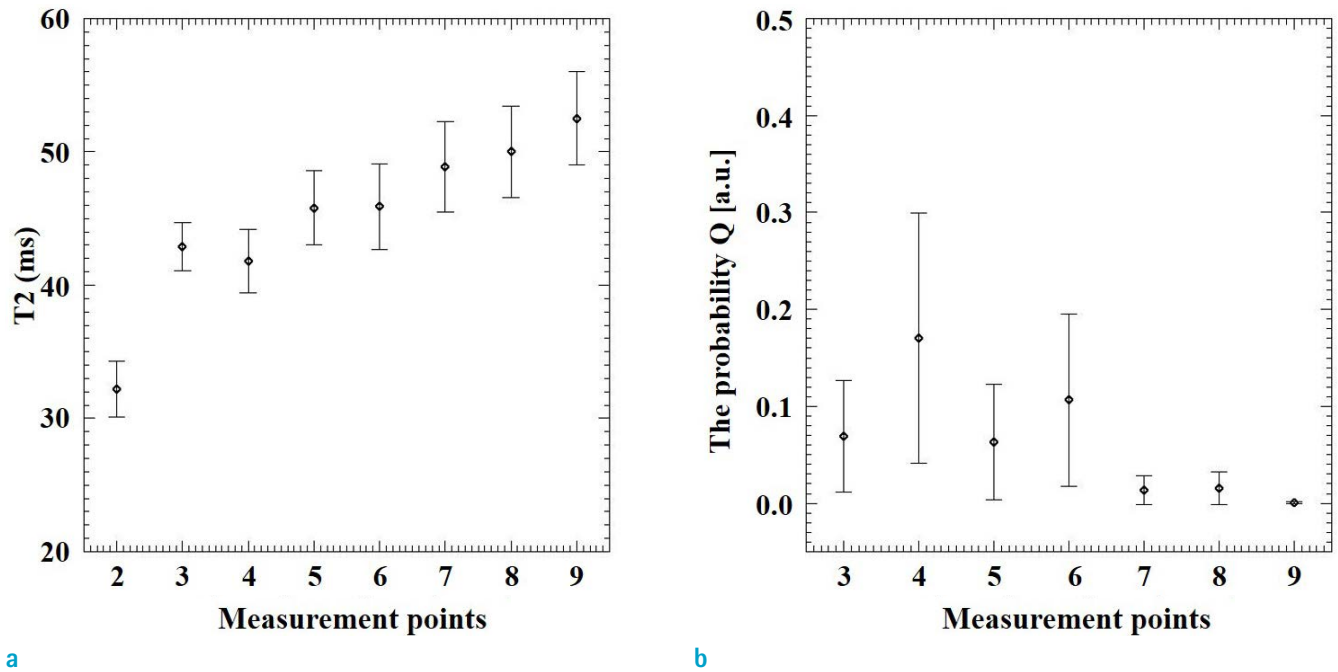 60
50
40
30
20
T2 (ms)
2 3 4 5 6 7 8 9
Measurement points
a
0.5
0.4
0.3
0.2
0.1
0.0
The probability Q [a.u.]
3 4 5 6 7 8 9
Measurement points
b